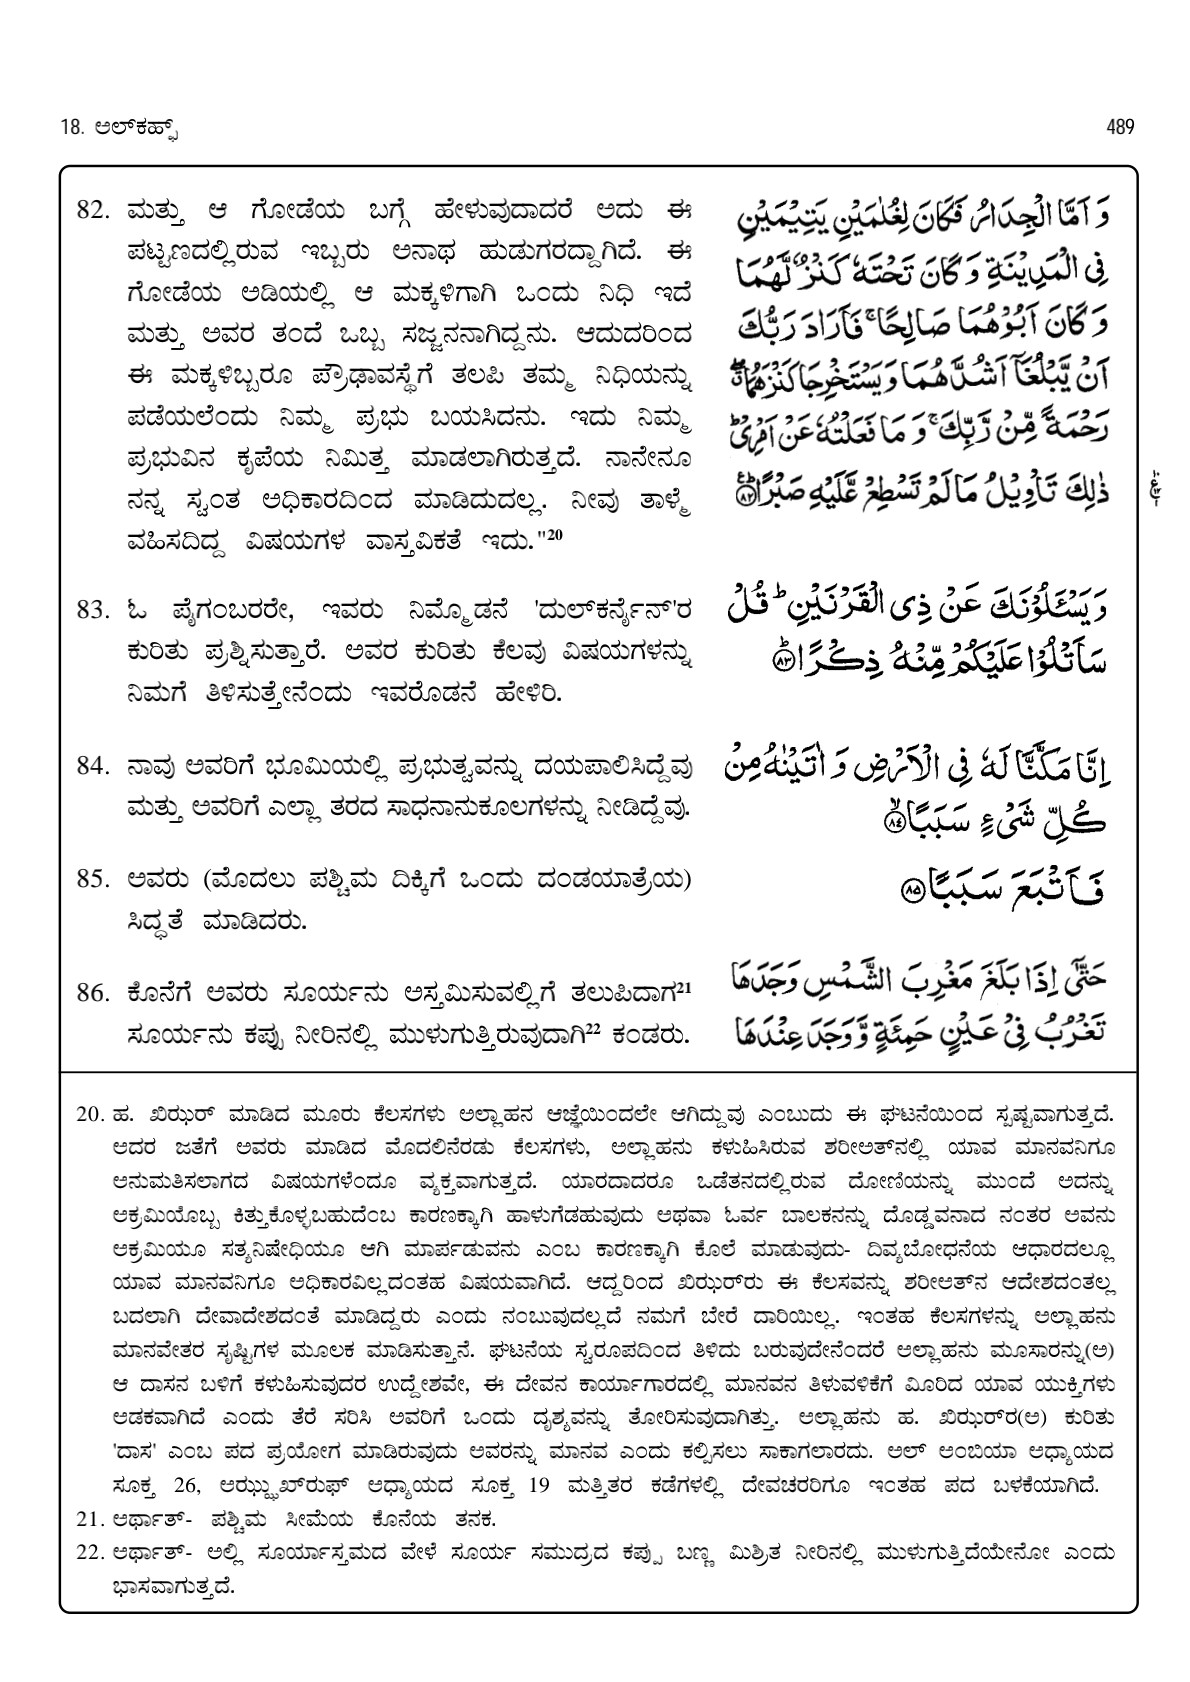 18. ಅಲ್‌ಕಹ್ಫ್
489
82. ಮತ್ತು ಆ ಗೋಡೆಯ ಬಗ್ಗೆ ಹೇಳುವುದಾದರೆ ಅದು ಈ
ಪಟ್ಟಣದಲ್ಲಿರುವ ಇಬ್ಬರು ಅನಾಥ ಹುಡುಗರದ್ದಾಗಿದೆ. ಈ
ಗೋಡೆಯ ಅಡಿಯಲ್ಲಿ ಆ ಮಕ್ಕಳಿಗಾಗಿ ಒಂದು ನಿಧಿ ಇದೆ
ಮತ್ತು ಅವರ ತಂದೆ ಒಬ್ಬ ಸಜ್ಜನನಾಗಿದ್ದನು. ಆದುದರಿಂದ
ಈ ಮಕ್ಕಳಿಬ್ಬರೂ ಪ್ರೌಢಾವಸ್ಥೆಗೆ ತಲಪಿ ತಮ್ಮ ನಿಧಿಯನ್ನು
ಪಡೆಯಲೆಂದು ನಿಮ್ಮ ಪ್ರಭು ಬಯಸಿದನು. ಇದು ನಿಮ್ಮ
ಪ್ರಭುವಿನ ಕೃಪೆಯ ನಿಮಿತ್ತ ಮಾಡಲಾಗಿರುತ್ತದೆ. ನಾನೇನೂ
ನನ್ನ ಸ್ವಂತ ಅಧಿಕಾರದಿಂದ ಮಾಡಿದುದಲ್ಲ. ನೀವು ತಾಳ್ಮೆ
ವಹಿಸದಿದ್ದ ವಿಷಯಗಳ ವಾಸ್ತವಿಕತೆ ಇದು."20
وَاَمَّا الْجِدَارُ فَكَانَ لِغُلٰمَيْنِ يَتِيْمَيْنِ
فِى الْمَدِيْنَةِ وَكَانَ تَحْتَهٗ كَنْزٌ لَّهُمَا
وَكَانَ اَبُوْهُمَا صَالِحًا ۚ فَاَرَادَ رَبُّكَ
اَنْ يَّبْلُغَاۤ اَشُدَّهُمَا وَيَسْتَخْرِجَا كَنْزَهُمَا ۖ
رَحْمَةً مِّنْ رَّبِّكَ ۚ وَمَا فَعَلْتُهٗ عَنْ اَمْرِىْ ؕ
ذٰلِكَ تَاْوِيْلُ مَا لَمْ تَسْطِعْ عَّلَيْهِ صَبْرًا ؕ ۸۲
83. ಓ ಪೈಗಂಬರರೇ, ಇವರು ನಿಮ್ಮೊಡನೆ 'ದುಲ್‌ಕರ್ನೈನ್'ರ
ಕುರಿತು ಪ್ರಶ್ನಿಸುತ್ತಾರೆ. ಅವರ ಕುರಿತು ಕೆಲವು ವಿಷಯಗಳನ್ನು
ನಿಮಗೆ ತಿಳಿಸುತ್ತೇನೆಂದು ಇವರೊಡನೆ ಹೇಳಿರಿ.
وَيَسْـَٔلُوْنَكَ عَنْ ذِى الْقَرْنَيْنِ ؕ قُلْ
سَاَتْلُوْا عَلَيْكُمْ مِّنْهُ ذِكْرًا ؕ ۸۳
84. ನಾವು ಅವರಿಗೆ ಭೂಮಿಯಲ್ಲಿ ಪ್ರಭುತ್ವವನ್ನು ದಯಪಾಲಿಸಿದ್ದೆವು
ಮತ್ತು ಅವರಿಗೆ ಎಲ್ಲಾ ತರದ ಸಾಧನಾನುಕೂಲಗಳನ್ನು ನೀಡಿದ್ದೆವು.
اِنَّا مَكَّنَّا لَهٗ فِى الْاَرْضِ وَاٰتَيْنٰهُ مِنْ
كُلِّ شَىْءٍ سَبَبًا ۙ ۸۴
85. ಅವರು (ಮೊದಲು ಪಶ್ಚಿಮ ದಿಕ್ಕಿಗೆ ಒಂದು ದಂಡಯಾತ್ರೆಯ)
ಸಿದ್ಧತೆ ಮಾಡಿದರು.
فَاَتْبَعَ سَبَبًا ۸۵
86. ಕೊನೆಗೆ ಅವರು ಸೂರ್ಯನು ಅಸ್ತಮಿಸುವಲ್ಲಿಗೆ ತಲುಪಿದಾಗ21
ಸೂರ್ಯನು ಕಪ್ಪು ನೀರಿನಲ್ಲಿ ಮುಳುಗುತ್ತಿರುವುದಾಗಿ22 ಕಂಡರು.
حَتّٰۤى اِذَا بَلَغَ مَغْرِبَ الشَّمْسِ وَجَدَهَا
تَغْرُبُ فِىْ عَيْنٍ حَمِئَةٍ وَّوَجَدَ عِنْدَهَا
20. ಹ. ಖಿಝರ್ ಮಾಡಿದ ಮೂರು ಕೆಲಸಗಳು ಅಲ್ಲಾಹನ ಆಜ್ಞೆಯಿಂದಲೇ ಆಗಿದ್ದುವು ಎಂಬುದು ಈ ಘಟನೆಯಿಂದ ಸ್ಪಷ್ಟವಾಗುತ್ತದೆ.
ಅದರ ಜತೆಗೆ ಅವರು ಮಾಡಿದ ಮೊದಲಿನೆರಡು ಕೆಲಸಗಳು, ಅಲ್ಲಾಹನು ಕಳುಹಿಸಿರುವ ಶರೀಅತ್‌ನಲ್ಲಿ ಯಾವ ಮಾನವನಿಗೂ
ಅನುಮತಿಸಲಾಗದ ವಿಷಯಗಳೆಂದೂ ವ್ಯಕ್ತವಾಗುತ್ತದೆ. ಯಾರದಾದರೂ ಒಡೆತನದಲ್ಲಿರುವ ದೋಣಿಯನ್ನು ಮುಂದೆ ಅದನ್ನು
ಅಕ್ರಮಿಯೊಬ್ಬ ಕಿತ್ತುಕೊಳ್ಳಬಹುದೆಂಬ ಕಾರಣಕ್ಕಾಗಿ ಹಾಳುಗೆಡಹುವುದು ಅಥವಾ ಓರ್ವ ಬಾಲಕನನ್ನು ದೊಡ್ಡವನಾದ ನಂತರ ಅವನು
ಅಕ್ರಮಿಯೂ ಸತ್ಯನಿಷೇಧಿಯೂ ಆಗಿ ಮಾರ್ಪಡುವನು ಎಂಬ ಕಾರಣಕ್ಕಾಗಿ ಕೊಲೆ ಮಾಡುವುದು- ದಿವ್ಯಬೋಧನೆಯ ಆಧಾರದಲ್ಲೂ
ಯಾವ ಮಾನವನಿಗೂ ಅಧಿಕಾರವಿಲ್ಲದಂತಹ ವಿಷಯವಾಗಿದೆ. ಆದ್ದರಿಂದ ಖಿಝರ್‌ರು ಈ ಕೆಲಸವನ್ನು ಶರೀಅತ್‌ನ ಆದೇಶದಂತಲ್ಲ
ಬದಲಾಗಿ ದೇವಾದೇಶದಂತೆ ಮಾಡಿದ್ದರು ಎಂದು ನಂಬುವುದಲ್ಲದೆ ನಮಗೆ ಬೇರೆ ದಾರಿಯಿಲ್ಲ. ಇಂತಹ ಕೆಲಸಗಳನ್ನು ಅಲ್ಲಾಹನು
ಮಾನವೇತರ ಸೃಷ್ಟಿಗಳ ಮೂಲಕ ಮಾಡಿಸುತ್ತಾನೆ. ಘಟನೆಯ ಸ್ವರೂಪದಿಂದ ತಿಳಿದು ಬರುವುದೇನೆಂದರೆ ಅಲ್ಲಾಹನು ಮೂಸಾರನ್ನು(ಅ)
ಆ ದಾಸನ ಬಳಿಗೆ ಕಳುಹಿಸುವುದರ ಉದ್ದೇಶವೇ, ಈ ದೇವನ ಕಾರ್ಯಾಗಾರದಲ್ಲಿ ಮಾನವನ ತಿಳುವಳಿಕೆಗೆ ಮೀರಿದ ಯಾವ ಯುಕ್ತಿಗಳು
ಅಡಕವಾಗಿದೆ ಎಂದು ತೆರೆ ಸರಿಸಿ ಅವರಿಗೆ ಒಂದು ದೃಶ್ಯವನ್ನು ತೋರಿಸುವುದಾಗಿತ್ತು. ಅಲ್ಲಾಹನು ಹ. ಖಿಝರ್‌ರ(ಅ) ಕುರಿತು
'ದಾಸ' ಎಂಬ ಪದ ಪ್ರಯೋಗ ಮಾಡಿರುವುದು ಅವರನ್ನು ಮಾನವ ಎಂದು ಕಲ್ಪಿಸಲು ಸಾಕಾಗಲಾರದು. ಅಲ್ ಅಂಬಿಯಾ ಅಧ್ಯಾಯದ
ಸೂಕ್ತ 26, ಅಝ್ಝುಖ್‌ರುಫ್ ಅಧ್ಯಾಯದ ಸೂಕ್ತ 19 ಮತ್ತಿತರ ಕಡೆಗಳಲ್ಲಿ ದೇವಚರರಿಗೂ ಇಂತಹ ಪದ ಬಳಕೆಯಾಗಿದೆ.
21. ಅರ್ಥಾತ್- ಪಶ್ಚಿಮ ಸೀಮೆಯ ಕೊನೆಯ ತನಕ.
22. ಅರ್ಥಾತ್- ಅಲ್ಲಿ ಸೂರ್ಯಾಸ್ತಮದ ವೇಳೆ ಸೂರ್ಯ ಸಮುದ್ರದ ಕಪ್ಪು ಬಣ್ಣ ಮಿಶ್ರಿತ ನೀರಿನಲ್ಲಿ ಮುಳುಗುತ್ತಿದೆಯೇನೋ ಎಂದು
ಭಾಸವಾಗುತ್ತದೆ.